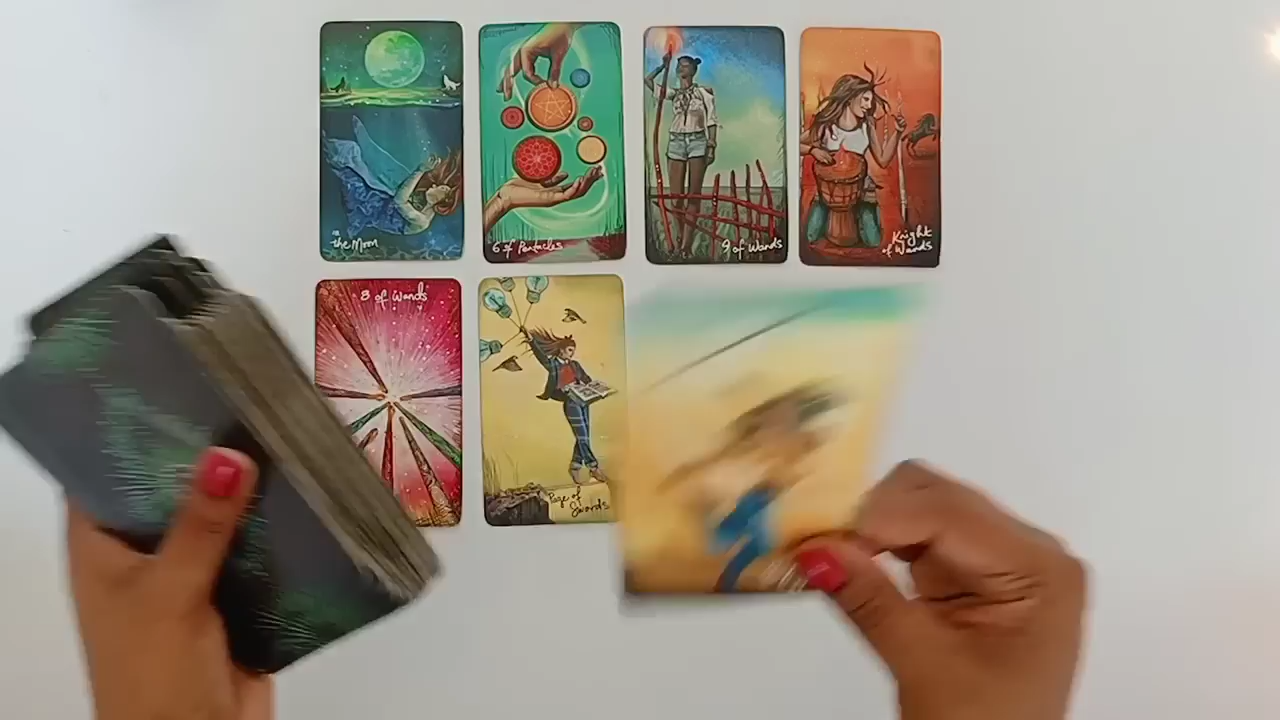 the Moon
6 of Pentacles
9 of Wands
Knight
of Wands
8 of Wands
Page of
Swords